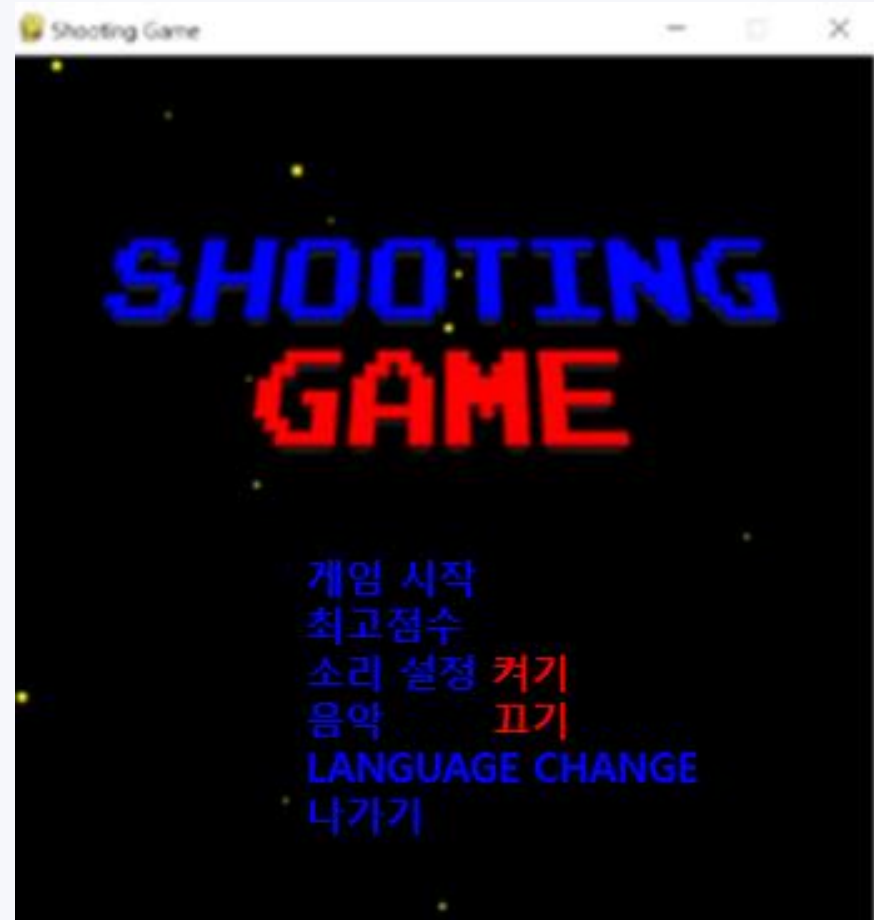 Shooting Game
SHOOTING
GAME
게임 시작
최고점수
소리 설정 켜기
음악 끄기
LANGUAGE CHANGE
나가기